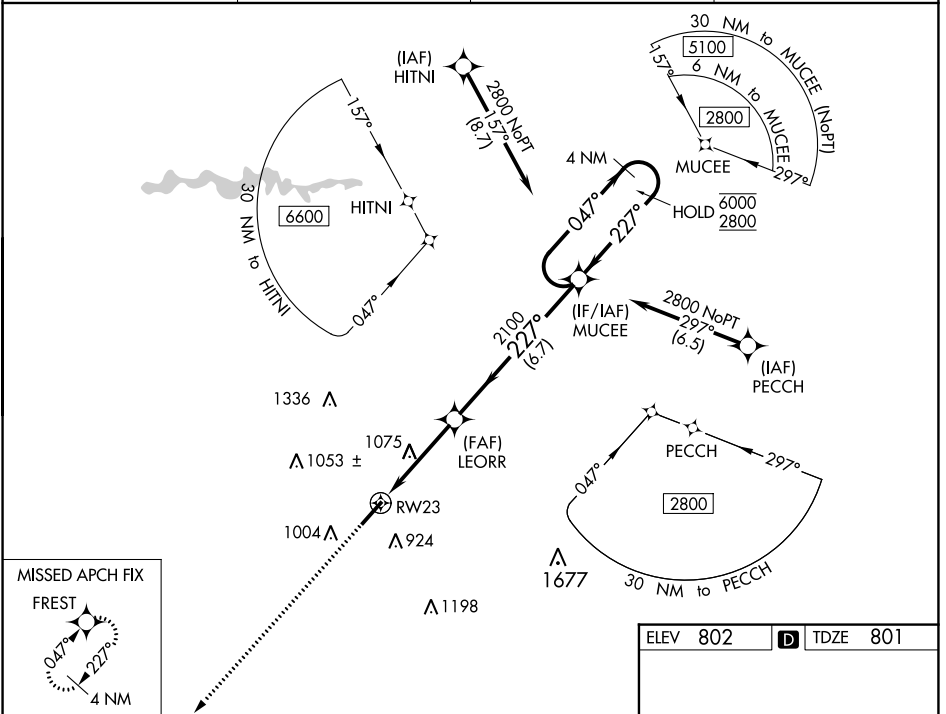 30 NM to MUCEE (NoPT)
5100
157°
6 NM to MUCEE
2800
MUCEE
297°
(IAF)
HITNI
2800 NoPT
157°
(8.7)
157°
30 NM to HITNI
6600
HITNI
047°
4 NM
047°
227°
HOLD 6000
2800
(IF/IAF)
MUCEE
2800 NoPT
297°
(6.5)
(IAF)
PECCH
2100
227°
(6.7)
1336
1075
(FAF)
LEORR
1053 ±
RW23
1004
924
1198
1677
PECCH
047°
297°
2800
30 NM to PECCH
MISSED APCH FIX
FREST
047°
227°
4 NM
ELEV 802 D TDZE 801